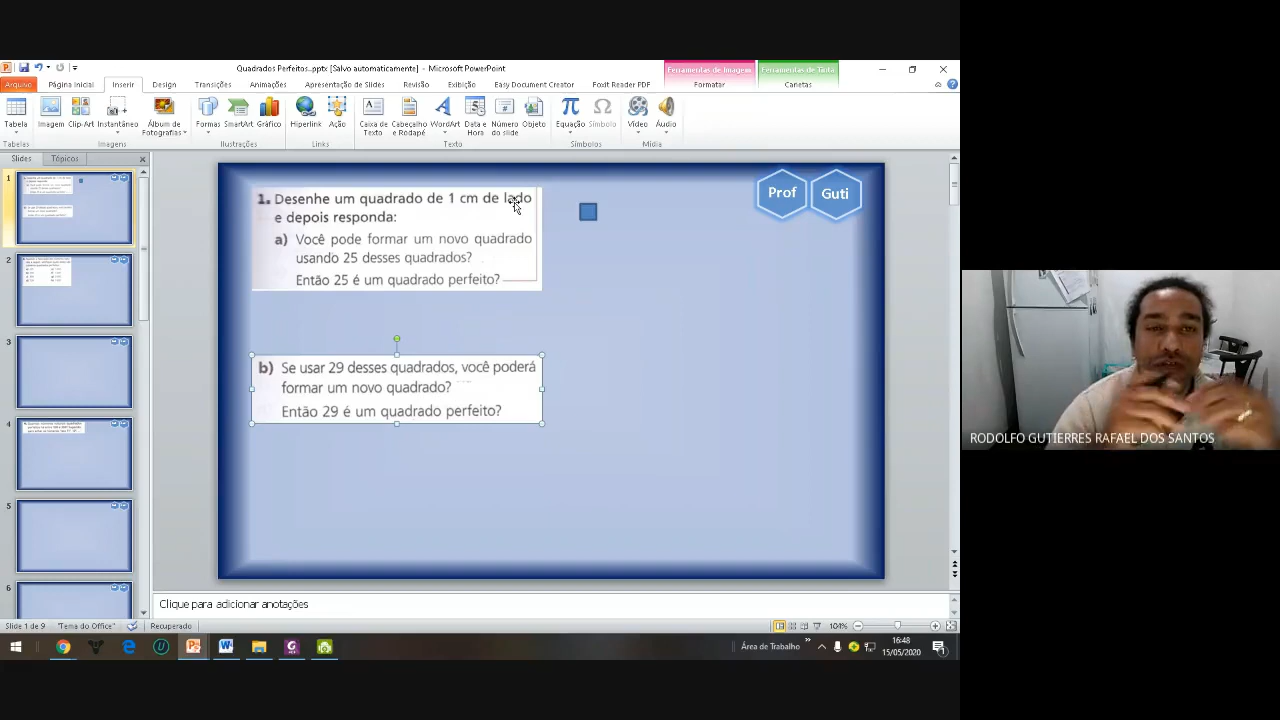 Quadrados Perfeitos..pptx [Salvo automaticamente] - Microsoft PowerPoint
Ferramentas de Imagem
Ferramentas de Tinta
Arquivo
Página Inicial
Inserir
Design
Transições
Animações
Apresentação de Slides
Revisão
Exibição
Easy Document Creator
Foxit Reader PDF
Formatar
Canetas
Tabela
Imagem
Clip-Art
Instantâneo
Álbum de Fotografias
Formas
SmartArt
Gráfico
Hiperlink
Ação
Caixa de Texto
Cabeçalho e Rodapé
WordArt
Data e Hora
Número do slide
Objeto
Equação
Símbolo
Vídeo
Áudio
Tabelas
Imagens
Ilustrações
Links
Texto
Símbolos
Mídia
Slides
Tópicos
1
2
3
4
5
6
1. Desenhe um quadrado de 1 cm de lado
e depois responda:
a) Você pode formar um novo quadrado
usando 25 desses quadrados?
Então 25 é um quadrado perfeito?
b) Se usar 29 desses quadrados, você poderá
formar um novo quadrado?
Então 29 é um quadrado perfeito?
Prof
Guti
RODOLFO GUTIERRES RAFAEL DOS SANTOS
Clique para adicionar anotações
Slide 1 de 9
"Tema do Office"
Recuperado
104%
Área de Trabalho
16:48
15/05/2020